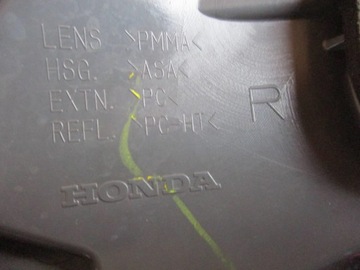 LENS >PMMA<
HSG. >ASA<
EXTN. >PC<
REFL. >PC-HT<
R
HONDA